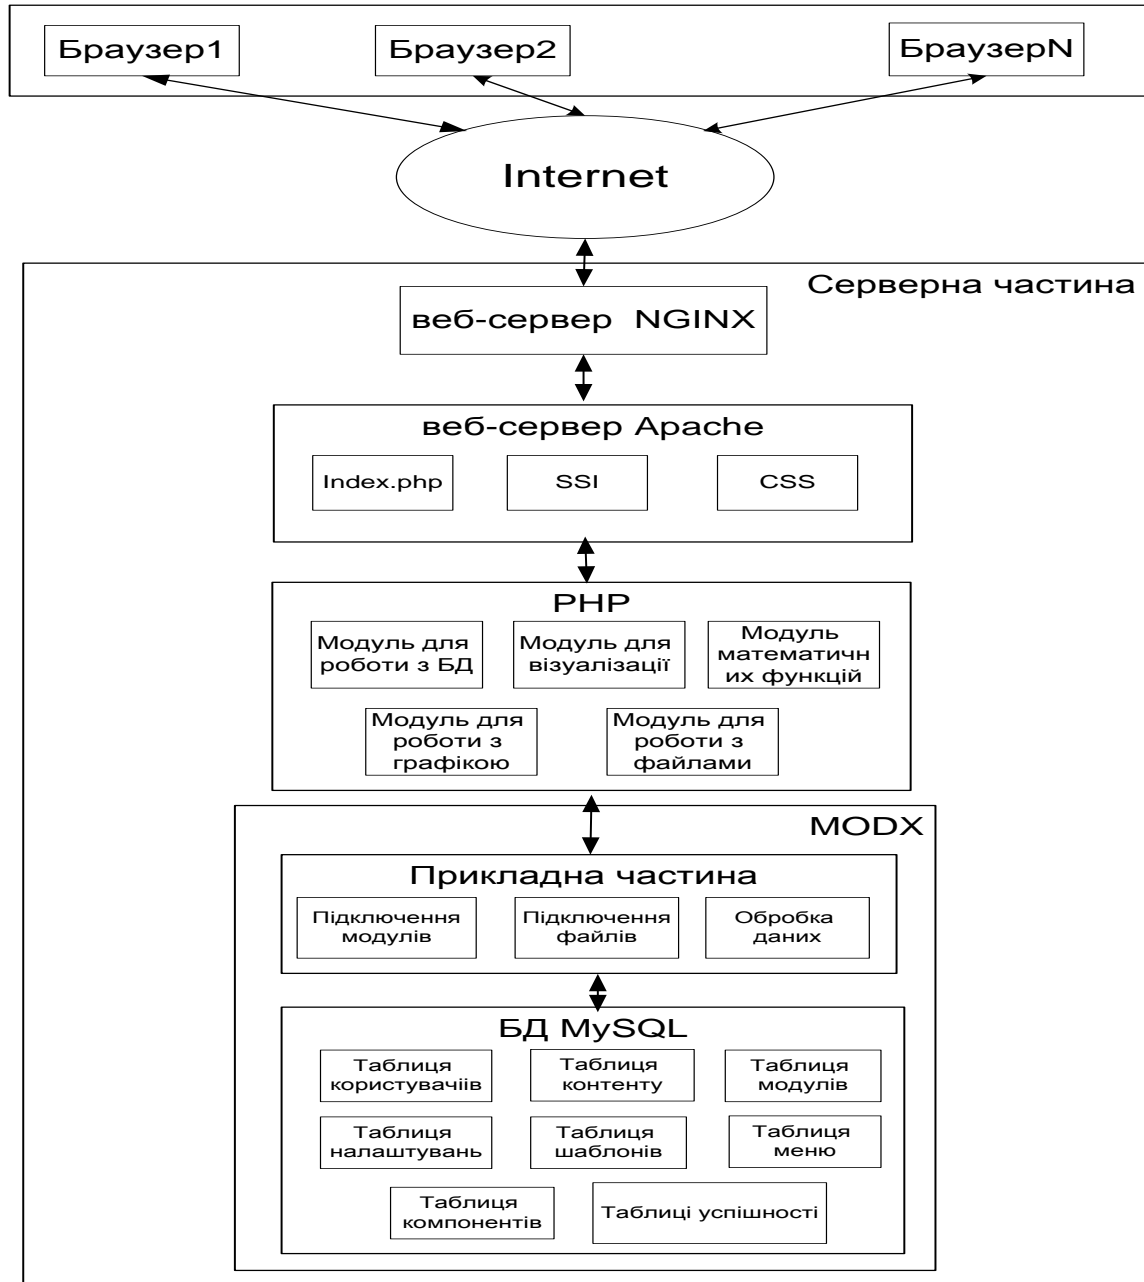 Браузер1
Браузер2
БраузерN
Internet
Серверна частина
веб-сервер NGINX
веб-сервер Apache
Index.php
SSI
CSS
PHP
Модуль для
роботи з БД
Модуль для
візуалізації
Модуль
математичн
их функцій
Модуль для
роботи з
графікою
Модуль для
роботи з
файлами
MODX
Прикладна частина
Підключення
модулів
Підключення
файлів
Обробка
даних
БД MySQL
Таблиця
користувачіів
Таблиця
контенту
Таблиця
модулів
Таблиця
налаштувань
Таблиця
шаблонів
Таблиця
меню
Таблиця
компонентів
Таблиці успішності